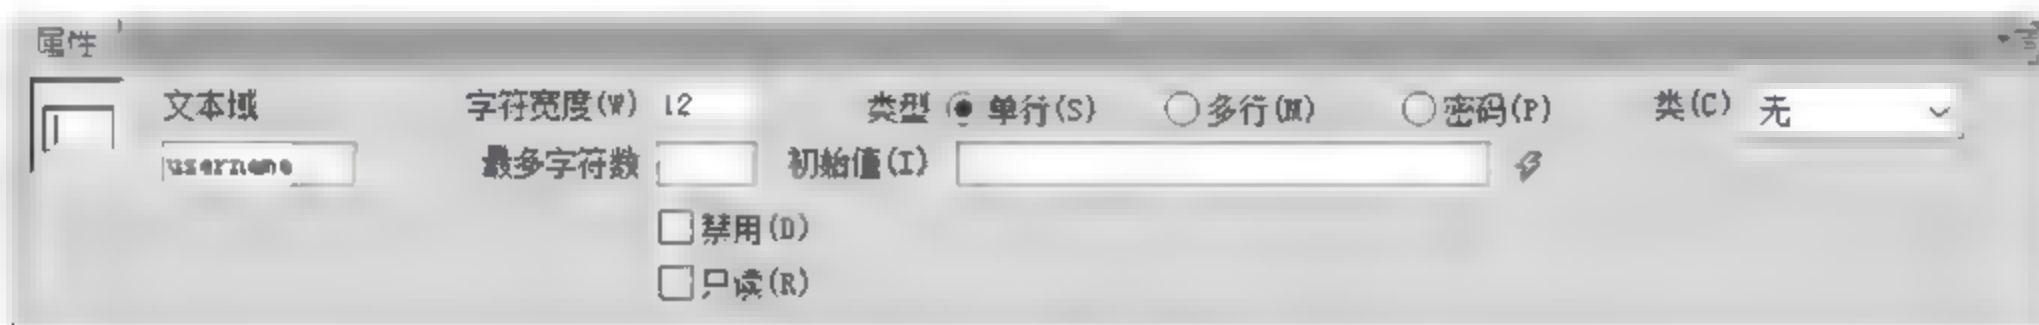 属性
文本域 字符宽度(W) 12 类型 单行(S) 多行(M) 密码(P) 类(C) 无
username 最多字符数 初始值(I)
禁用(D)
只读(R)